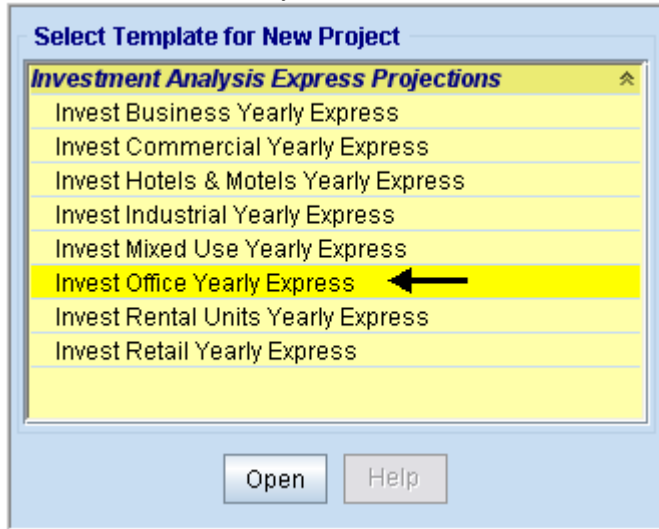 Select Template for New Project
Investment Analysis Express Projections
Invest Business Yearly Express
Invest Commercial Yearly Express
Invest Hotels & Motels Yearly Express
Invest Industrial Yearly Express
Invest Mixed Use Yearly Express
Invest Office Yearly Express
Invest Rental Units Yearly Express
Invest Retail Yearly Express
Open Help